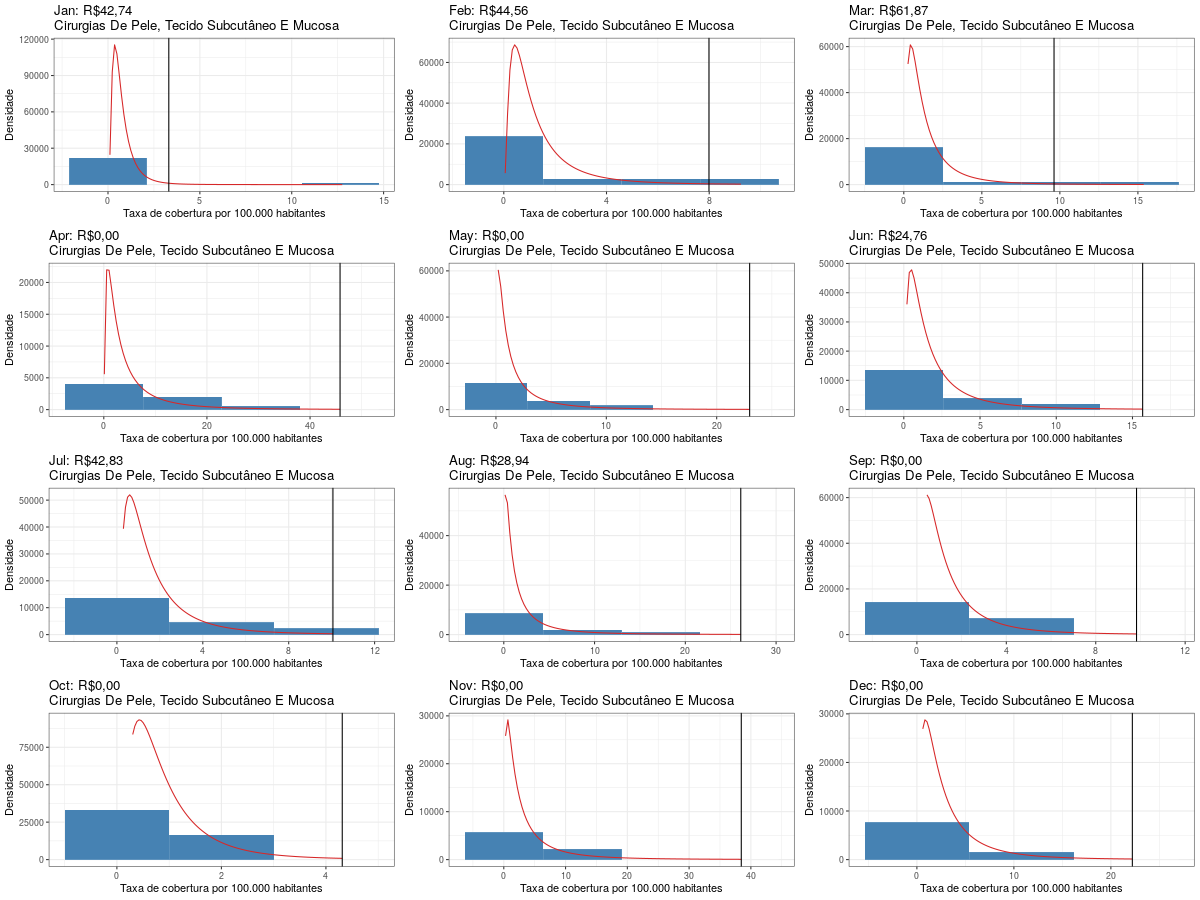 Jan: R$42,74
Cirurgias De Pele, Tecido Subcutâneo E Mucosa
120000
90000
60000
30000
0
Densidade
0 5 10 15
Taxa de cobertura por 100.000 habitantes
Feb: R$44,56
Cirurgias De Pele, Tecido Subcutâneo E Mucosa
60000
40000
20000
0
Densidade
0 4 8
Taxa de cobertura por 100.000 habitantes
Mar: R$61,87
Cirurgias De Pele, Tecido Subcutâneo E Mucosa
60000
40000
20000
0
Densidade
0 5 10 15
Taxa de cobertura por 100.000 habitantes
Apr: R$0,00
Cirurgias De Pele, Tecido Subcutâneo E Mucosa
20000
15000
10000
5000
0
Densidade
0 20 40
Taxa de cobertura por 100.000 habitantes
May: R$0,00
Cirurgias De Pele, Tecido Subcutâneo E Mucosa
60000
40000
20000
0
Densidade
0 10 20
Taxa de cobertura por 100.000 habitantes
Jun: R$24,76
Cirurgias De Pele, Tecido Subcutâneo E Mucosa
50000
40000
30000
20000
10000
0
Densidade
0 5 10 15
Taxa de cobertura por 100.000 habitantes
Jul: R$42,83
Cirurgias De Pele, Tecido Subcutâneo E Mucosa
50000
40000
30000
20000
10000
0
Densidade
0 4 8 12
Taxa de cobertura por 100.000 habitantes
Aug: R$28,94
Cirurgias De Pele, Tecido Subcutâneo E Mucosa
40000
20000
0
Densidade
0 10 20 30
Taxa de cobertura por 100.000 habitantes
Sep: R$0,00
Cirurgias De Pele, Tecido Subcutâneo E Mucosa
60000
40000
20000
0
Densidade
0 4 8 12
Taxa de cobertura por 100.000 habitantes
Oct: R$0,00
Cirurgias De Pele, Tecido Subcutâneo E Mucosa
75000
50000
25000
0
Densidade
0 2 4
Taxa de cobertura por 100.000 habitantes
Nov: R$0,00
Cirurgias De Pele, Tecido Subcutâneo E Mucosa
30000
20000
10000
0
Densidade
0 10 20 30 40
Taxa de cobertura por 100.000 habitantes
Dec: R$0,00
Cirurgias De Pele, Tecido Subcutâneo E Mucosa
30000
20000
10000
0
Densidade
0 10 20
Taxa de cobertura por 100.000 habitantes